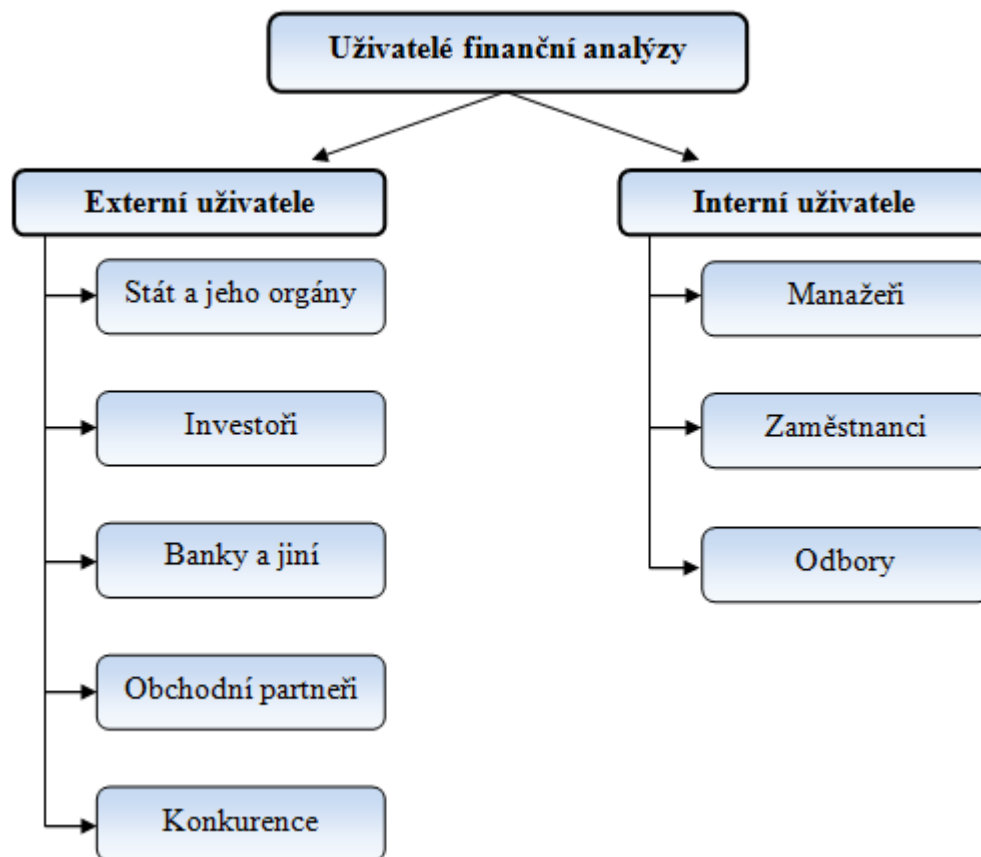 Uživatelé finanční analýzy
Externí uživatele
Stát a jeho orgány
Investoři
Banky a jiní
Obchodní partneři
Konkurence
Interní uživatele
Manažeři
Zaměstnanci
Odbory